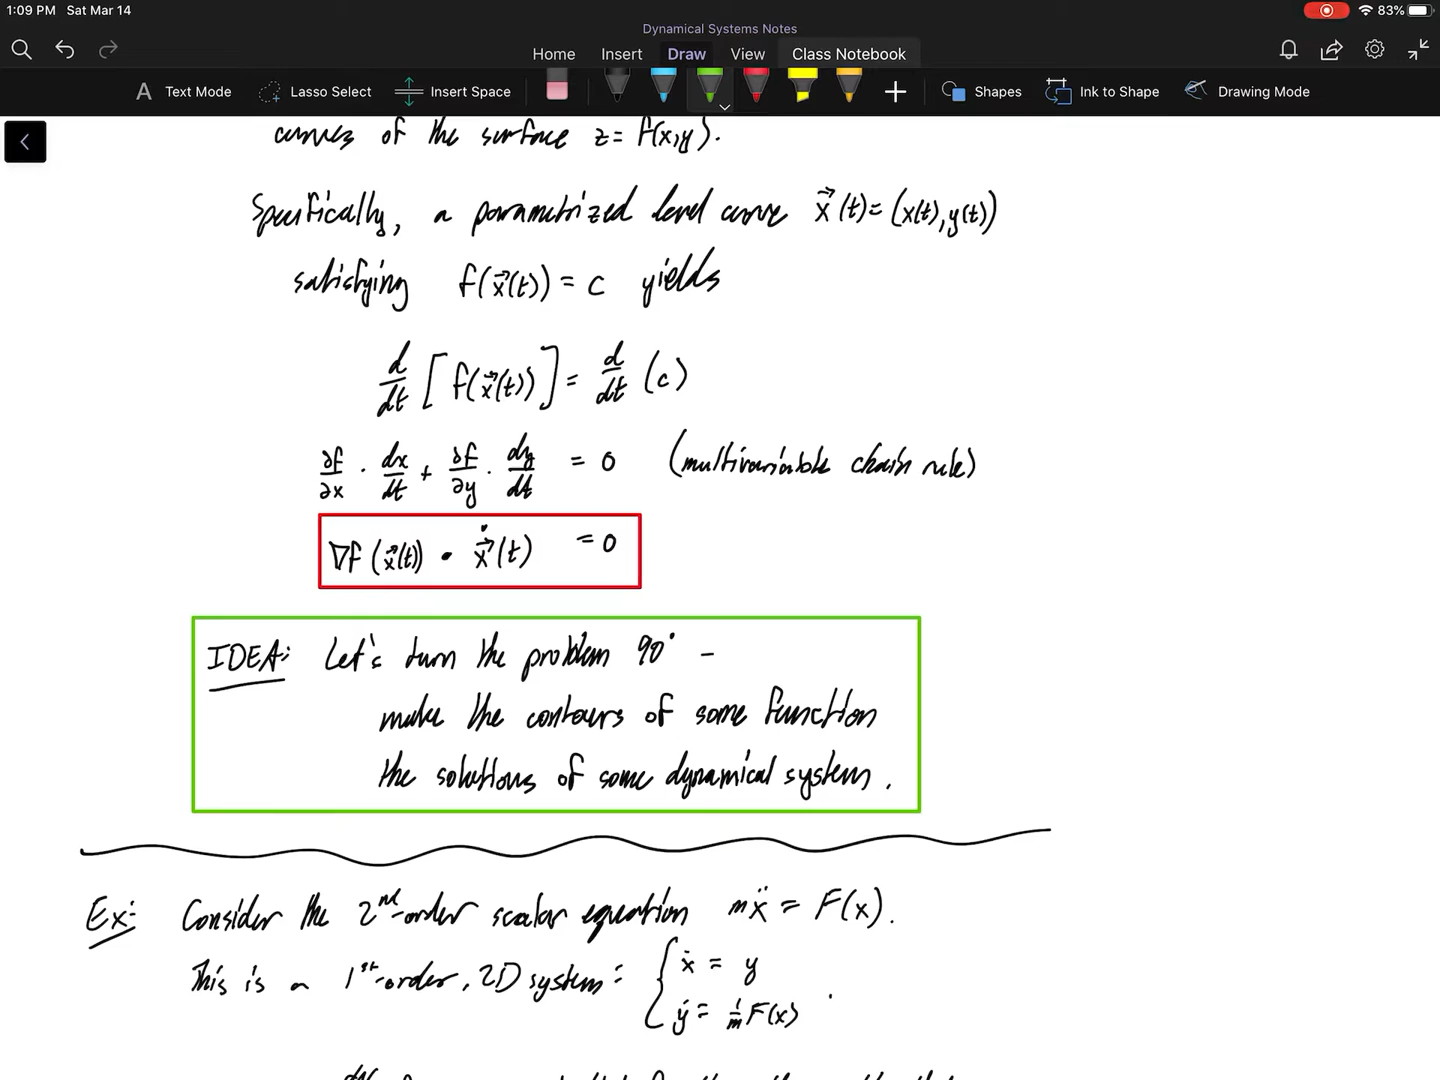 1:09 PM Sat Mar 14
83%
Dynamical Systems Notes
Home Insert Draw View Class Notebook
Text Mode Lasso Select Insert Space Shapes Ink to Shape Drawing Mode
curves of the surface z = f(x,y).
Specifically, a parametrized level curve x⃗(t) = (x(t), y(t))
satisfying f(x⃗(t)) = c yields
d/dt [f(x⃗(t))] = d/dt (c)
∂f/∂x · dx/dt + ∂f/∂y · dy/dt = 0 (multivariable chain rule)
∇f(x⃗(t)) • ẋ⃗(t) = 0
IDEA: Let's turn the problem 90° –
make the contours of some function
the solutions of some dynamical system.
Ex: Consider the 2nd-order scalar equation mẍ = F(x).
This is a 1st-order, 2D system: { ẋ = y
ẏ = 1/m F(x)